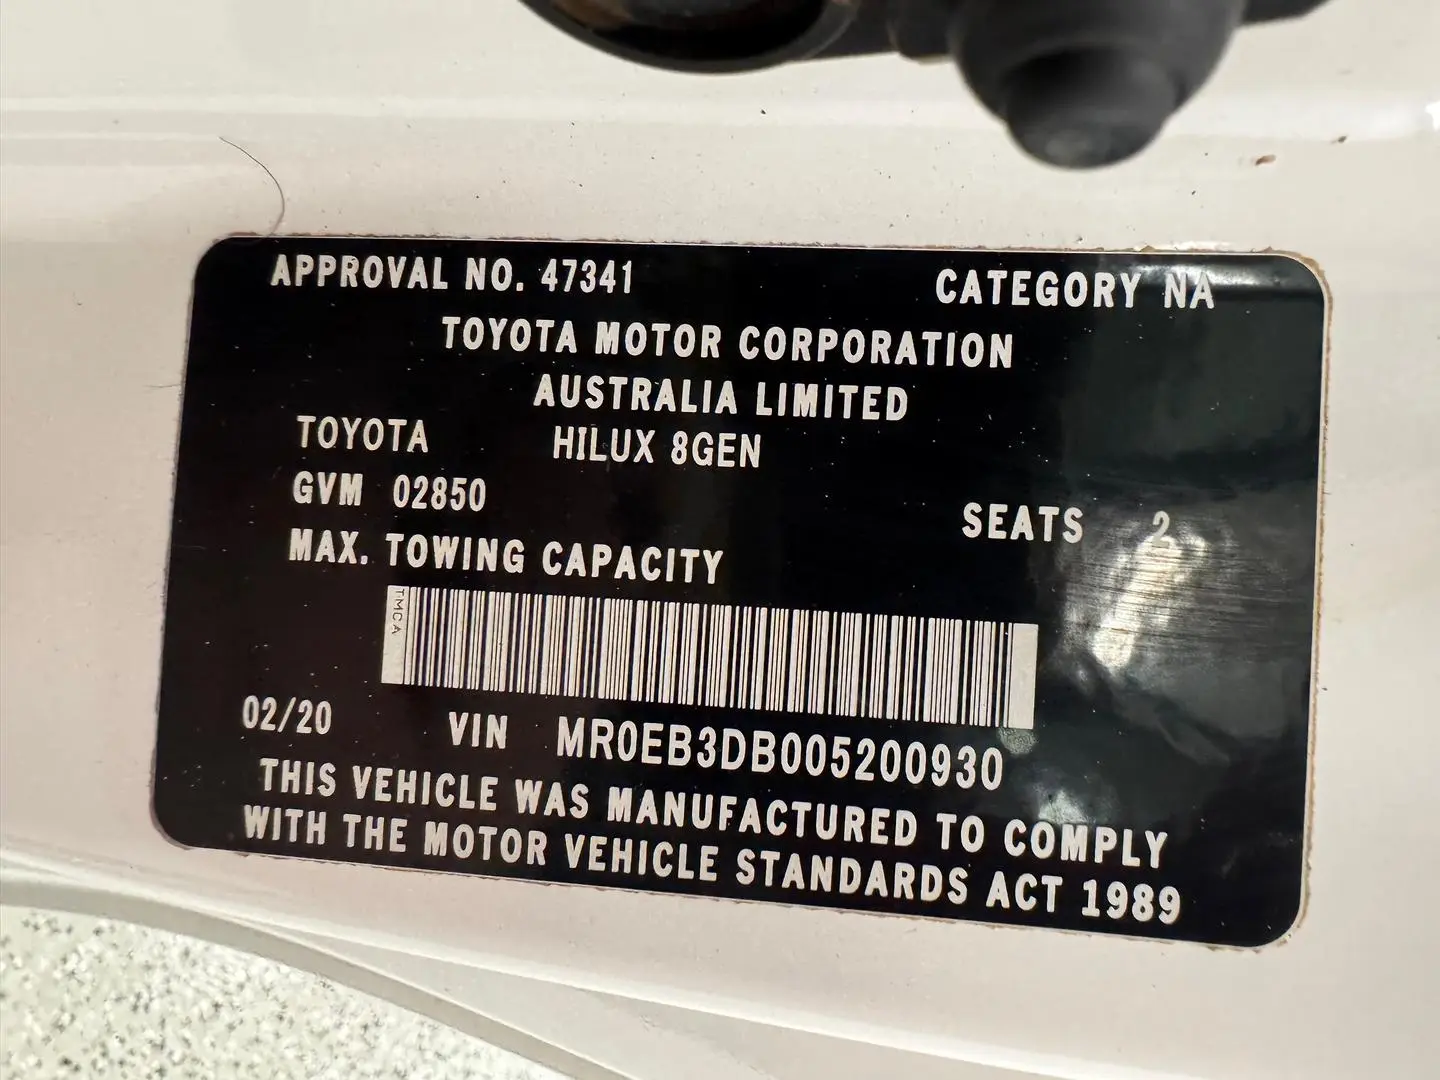 APPROVAL NO. 47341 CATEGORY NA
TOYOTA MOTOR CORPORATION
AUSTRALIA LIMITED
TOYOTA HILUX 8GEN
GVM 02850 SEATS 2
MAX. TOWING CAPACITY
TMCA
02/20 VIN MR0EB3DB005200930
THIS VEHICLE WAS MANUFACTURED TO COMPLY
WITH THE MOTOR VEHICLE STANDARDS ACT 1989